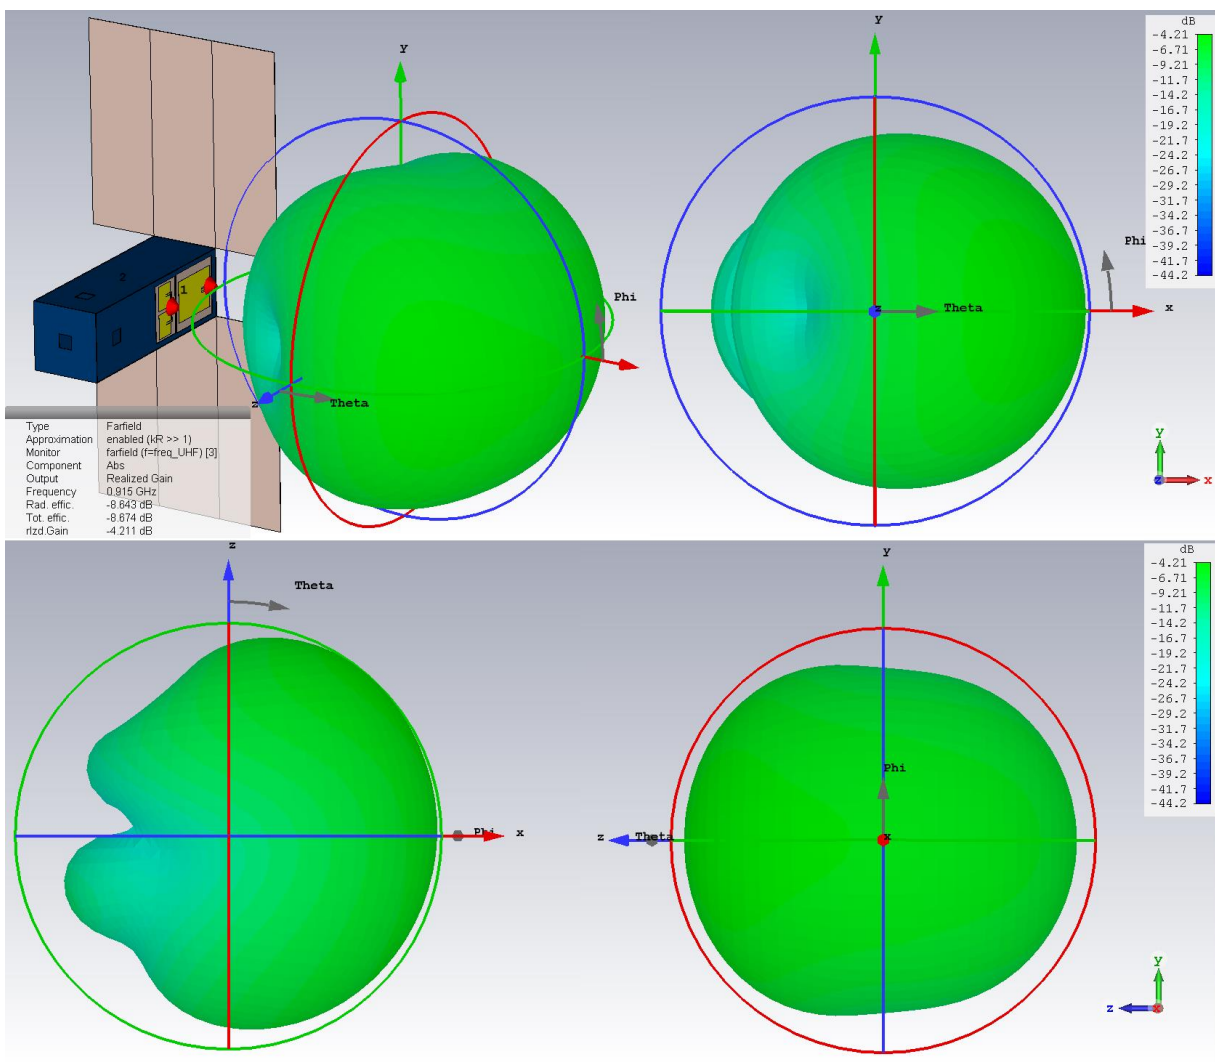 y
2
1
Phi
Theta
z
Type Farfield
Approximation enabled (kR >> 1)
Monitor farfield (f=freq_UHF) [3]
Component Abs
Output Realized Gain
Frequency 0.915 GHz
Rad. effic. -8.643 dB
Tot. effic. -8.674 dB
rlzd.Gain -4.211 dB
y
Phi
x
z
Theta
dB
-4.21
-6.71
-9.21
-11.7
-14.2
-16.7
-19.2
-21.7
-24.2
-26.7
-29.2
-31.7
-34.2
-36.7
-39.2
-41.7
-44.2
y
z
x
z
Theta
Phi
x
y
Phi
z
Theta
x
dB
-4.21
-6.71
-9.21
-11.7
-14.2
-16.7
-19.2
-21.7
-24.2
-26.7
-29.2
-31.7
-34.2
-36.7
-39.2
-41.7
-44.2
y
z
x